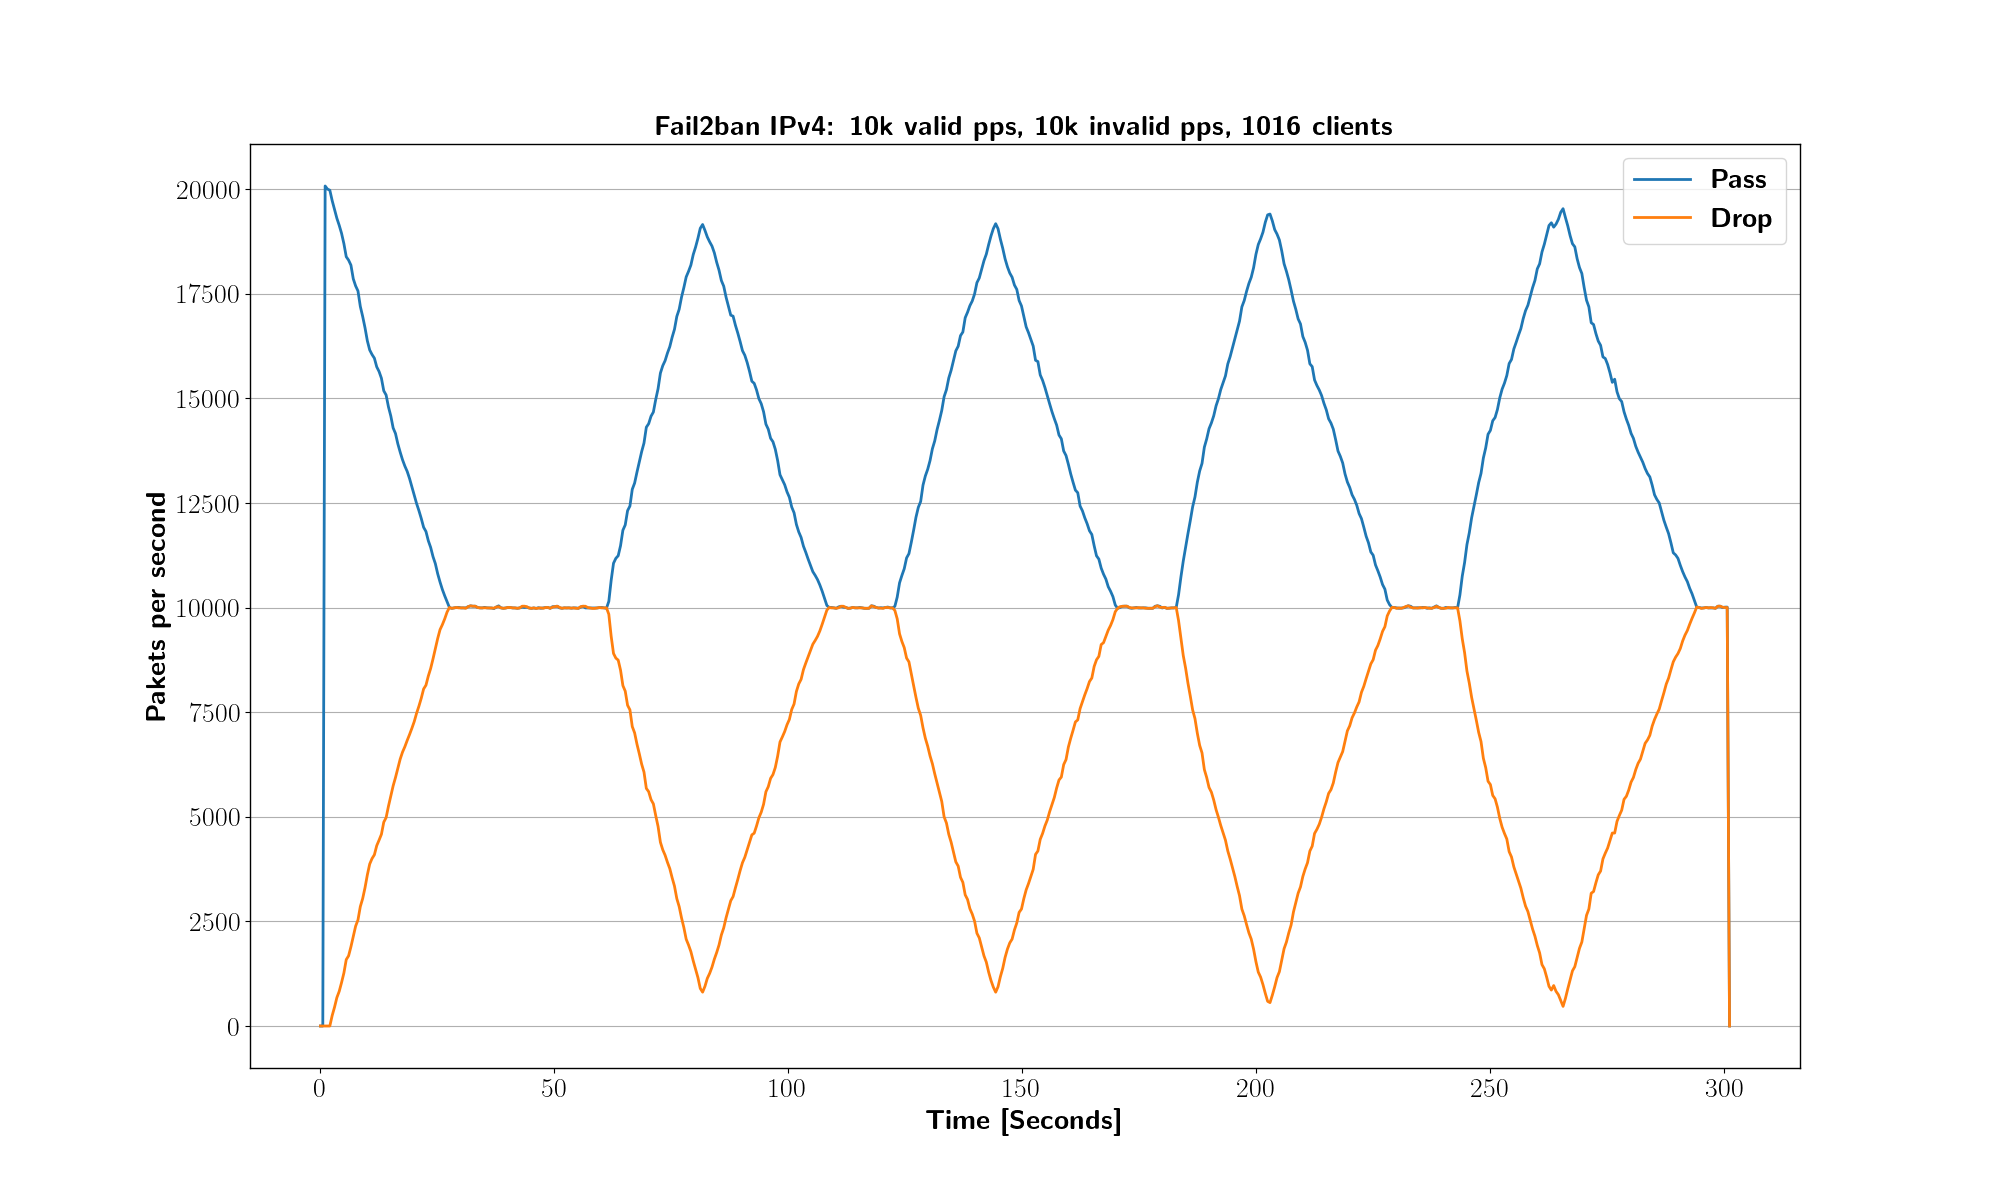 Fail2ban IPv4: 10k valid pps, 10k invalid pps, 1016 clients
Pass
Drop
20000
17500
15000
12500
10000
7500
5000
2500
0
Pakets per second
0 50 100 150 200 250 300
Time [Seconds]